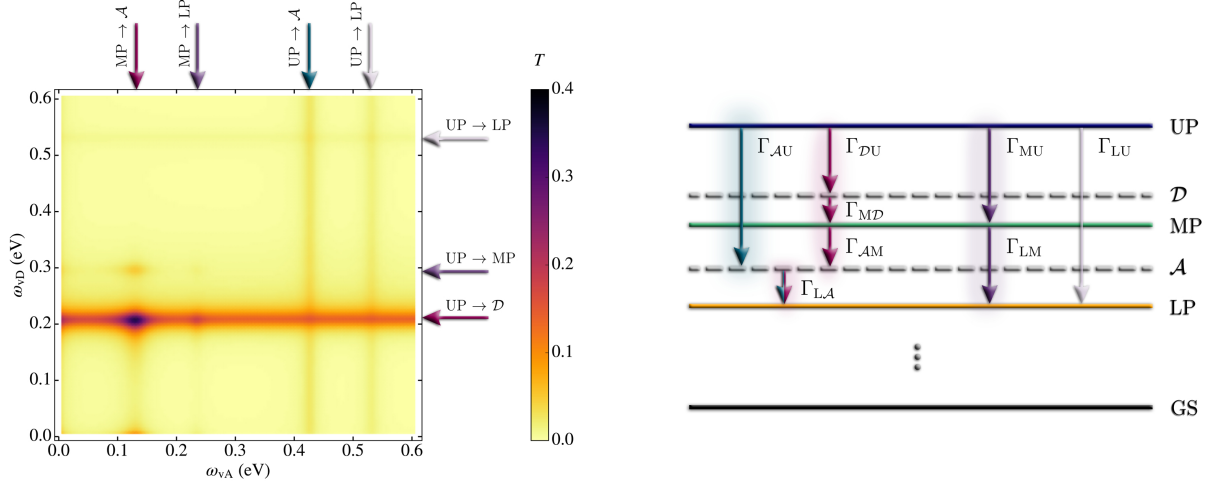 MP → 𝒜
MP → LP
UP → 𝒜
UP → LP
T
0.6
0.5
0.4
0.3
0.2
0.1
0.0
ω_vD (eV)
0.0 0.1 0.2 0.3 0.4 0.5 0.6
ω_vA (eV)
UP → LP
UP → MP
UP → 𝒟
0.4
0.3
0.2
0.1
0.0
UP
Γ_𝒜U Γ_𝒟U Γ_MU Γ_LU
𝒟
Γ_M𝒟
MP
Γ_𝒜M Γ_LM
𝒜
Γ_L𝒜
LP
GS